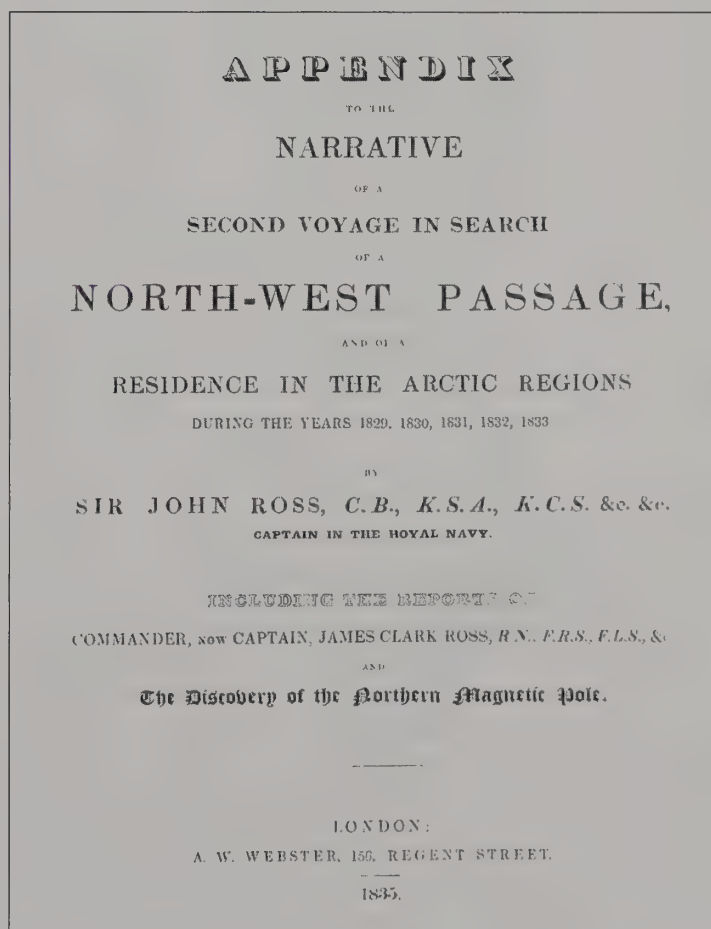 APPENDIX
TO THE
NARRATIVE
OF A
SECOND VOYAGE IN SEARCH
OF A
NORTH-WEST PASSAGE,
AND OF A
RESIDENCE IN THE ARCTIC REGIONS
DURING THE YEARS 1829, 1830, 1831, 1832, 1833
BY
SIR JOHN ROSS, C.B., K.S.A., K.C.S. &c. &c.
CAPTAIN IN THE ROYAL NAVY.
INCLUDING THE REPORTS OF
COMMANDER, NOW CAPTAIN, JAMES CLARK ROSS, R.N., F.R.S., F.L.S., &c
AND
The Discovery of the Northern Magnetic Pole.
LONDON:
A. W. WEBSTER, 156, REGENT STREET.
1835.